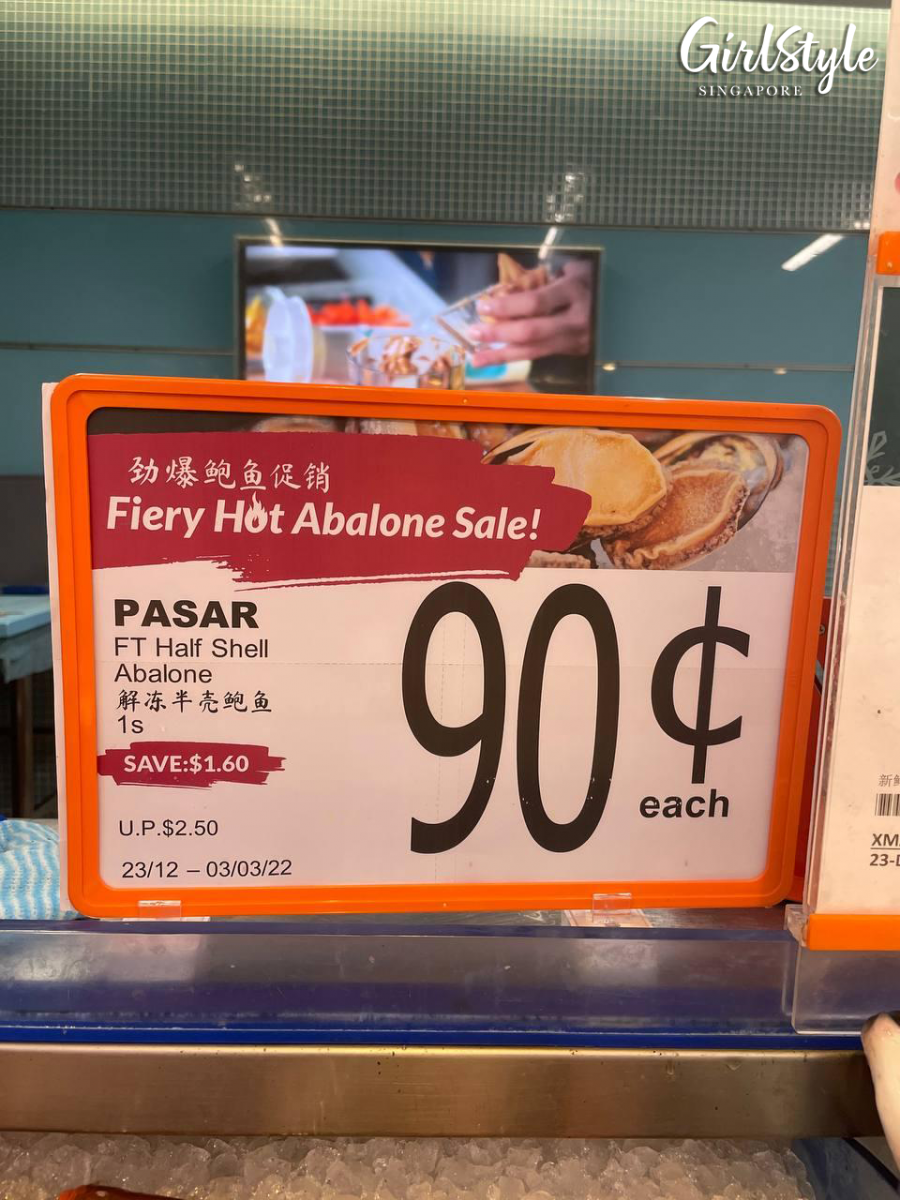 GirlStyle
SINGAPORE
劲爆鲍鱼促销
Fiery Hot Abalone Sale!
PASAR
FT Half Shell
Abalone
解冻半壳鲍鱼
1s
SAVE:$1.60
U.P.$2.50
23/12 – 03/03/22
90¢
each